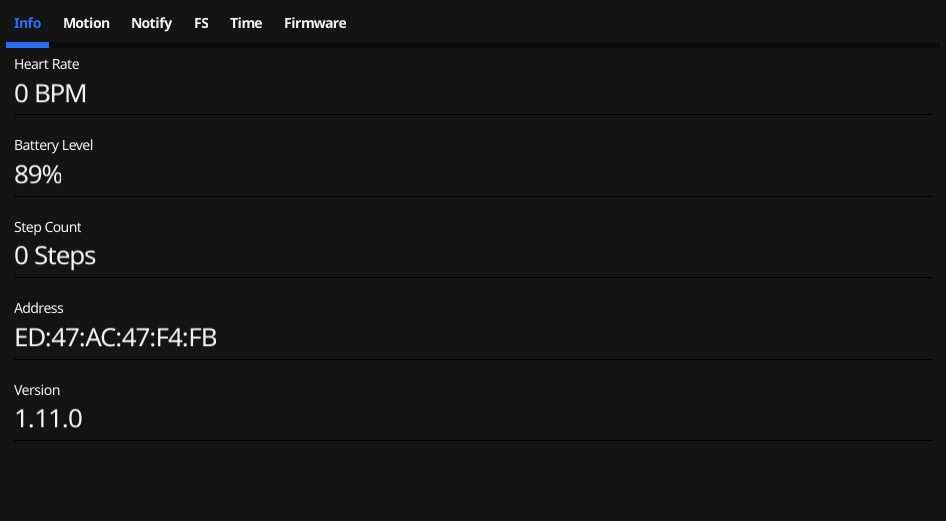 Info Motion Notify FS Time Firmware
Heart Rate
0 BPM
Battery Level
89%
Step Count
0 Steps
Address
ED:47:AC:47:F4:FB
Version
1.11.0